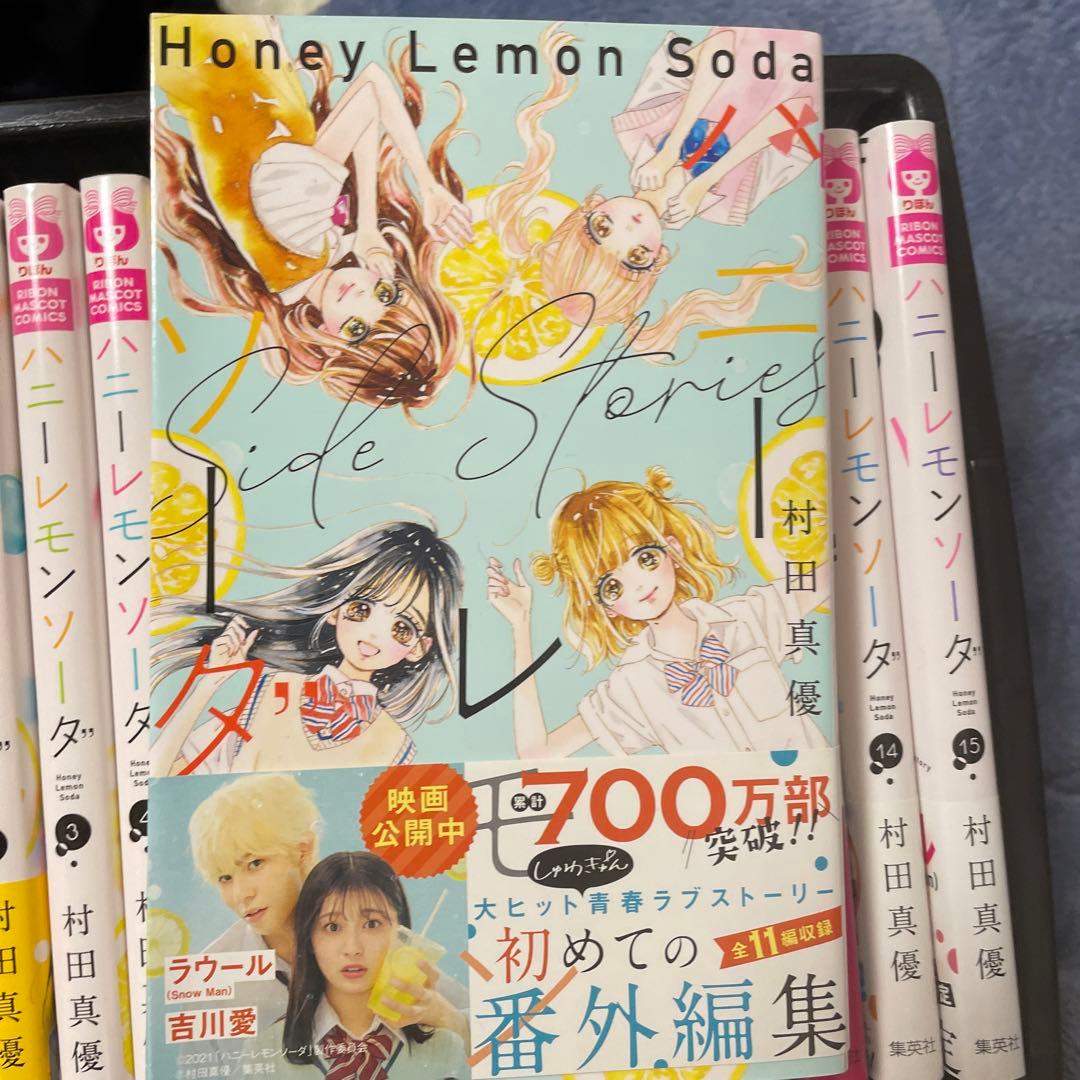 Honey Lemon Soda
ハニーレモンソーダ
Side Stories
村田真優
映画
公開中
累計700万部
突破!!
しゅわきゅん
大ヒット青春ラブストーリー
初めての
全11編収録
番外編集
ラウール
(Snow Man)
吉川愛
©2021「ハニーレモンソーダ」製作委員会
©村田真優/集英社
村田真優
りぼん
RIBON
MASCOT
COMICS
ハニーレモンソーダ
Honey
Lemon
Soda
3
村田真優
りぼん
RIBON
MASCOT
COMICS
ハニーレモンソーダ
4
りぼん
RIBON
MASCOT
COMICS
ハニーレモンソーダ
Honey
Lemon
Soda
14
村田真優
集英社
りぼん
RIBON
MASCOT
COMICS
ハニーレモンソーダ
Honey
Lemon
Soda
15
村田真優
集英社